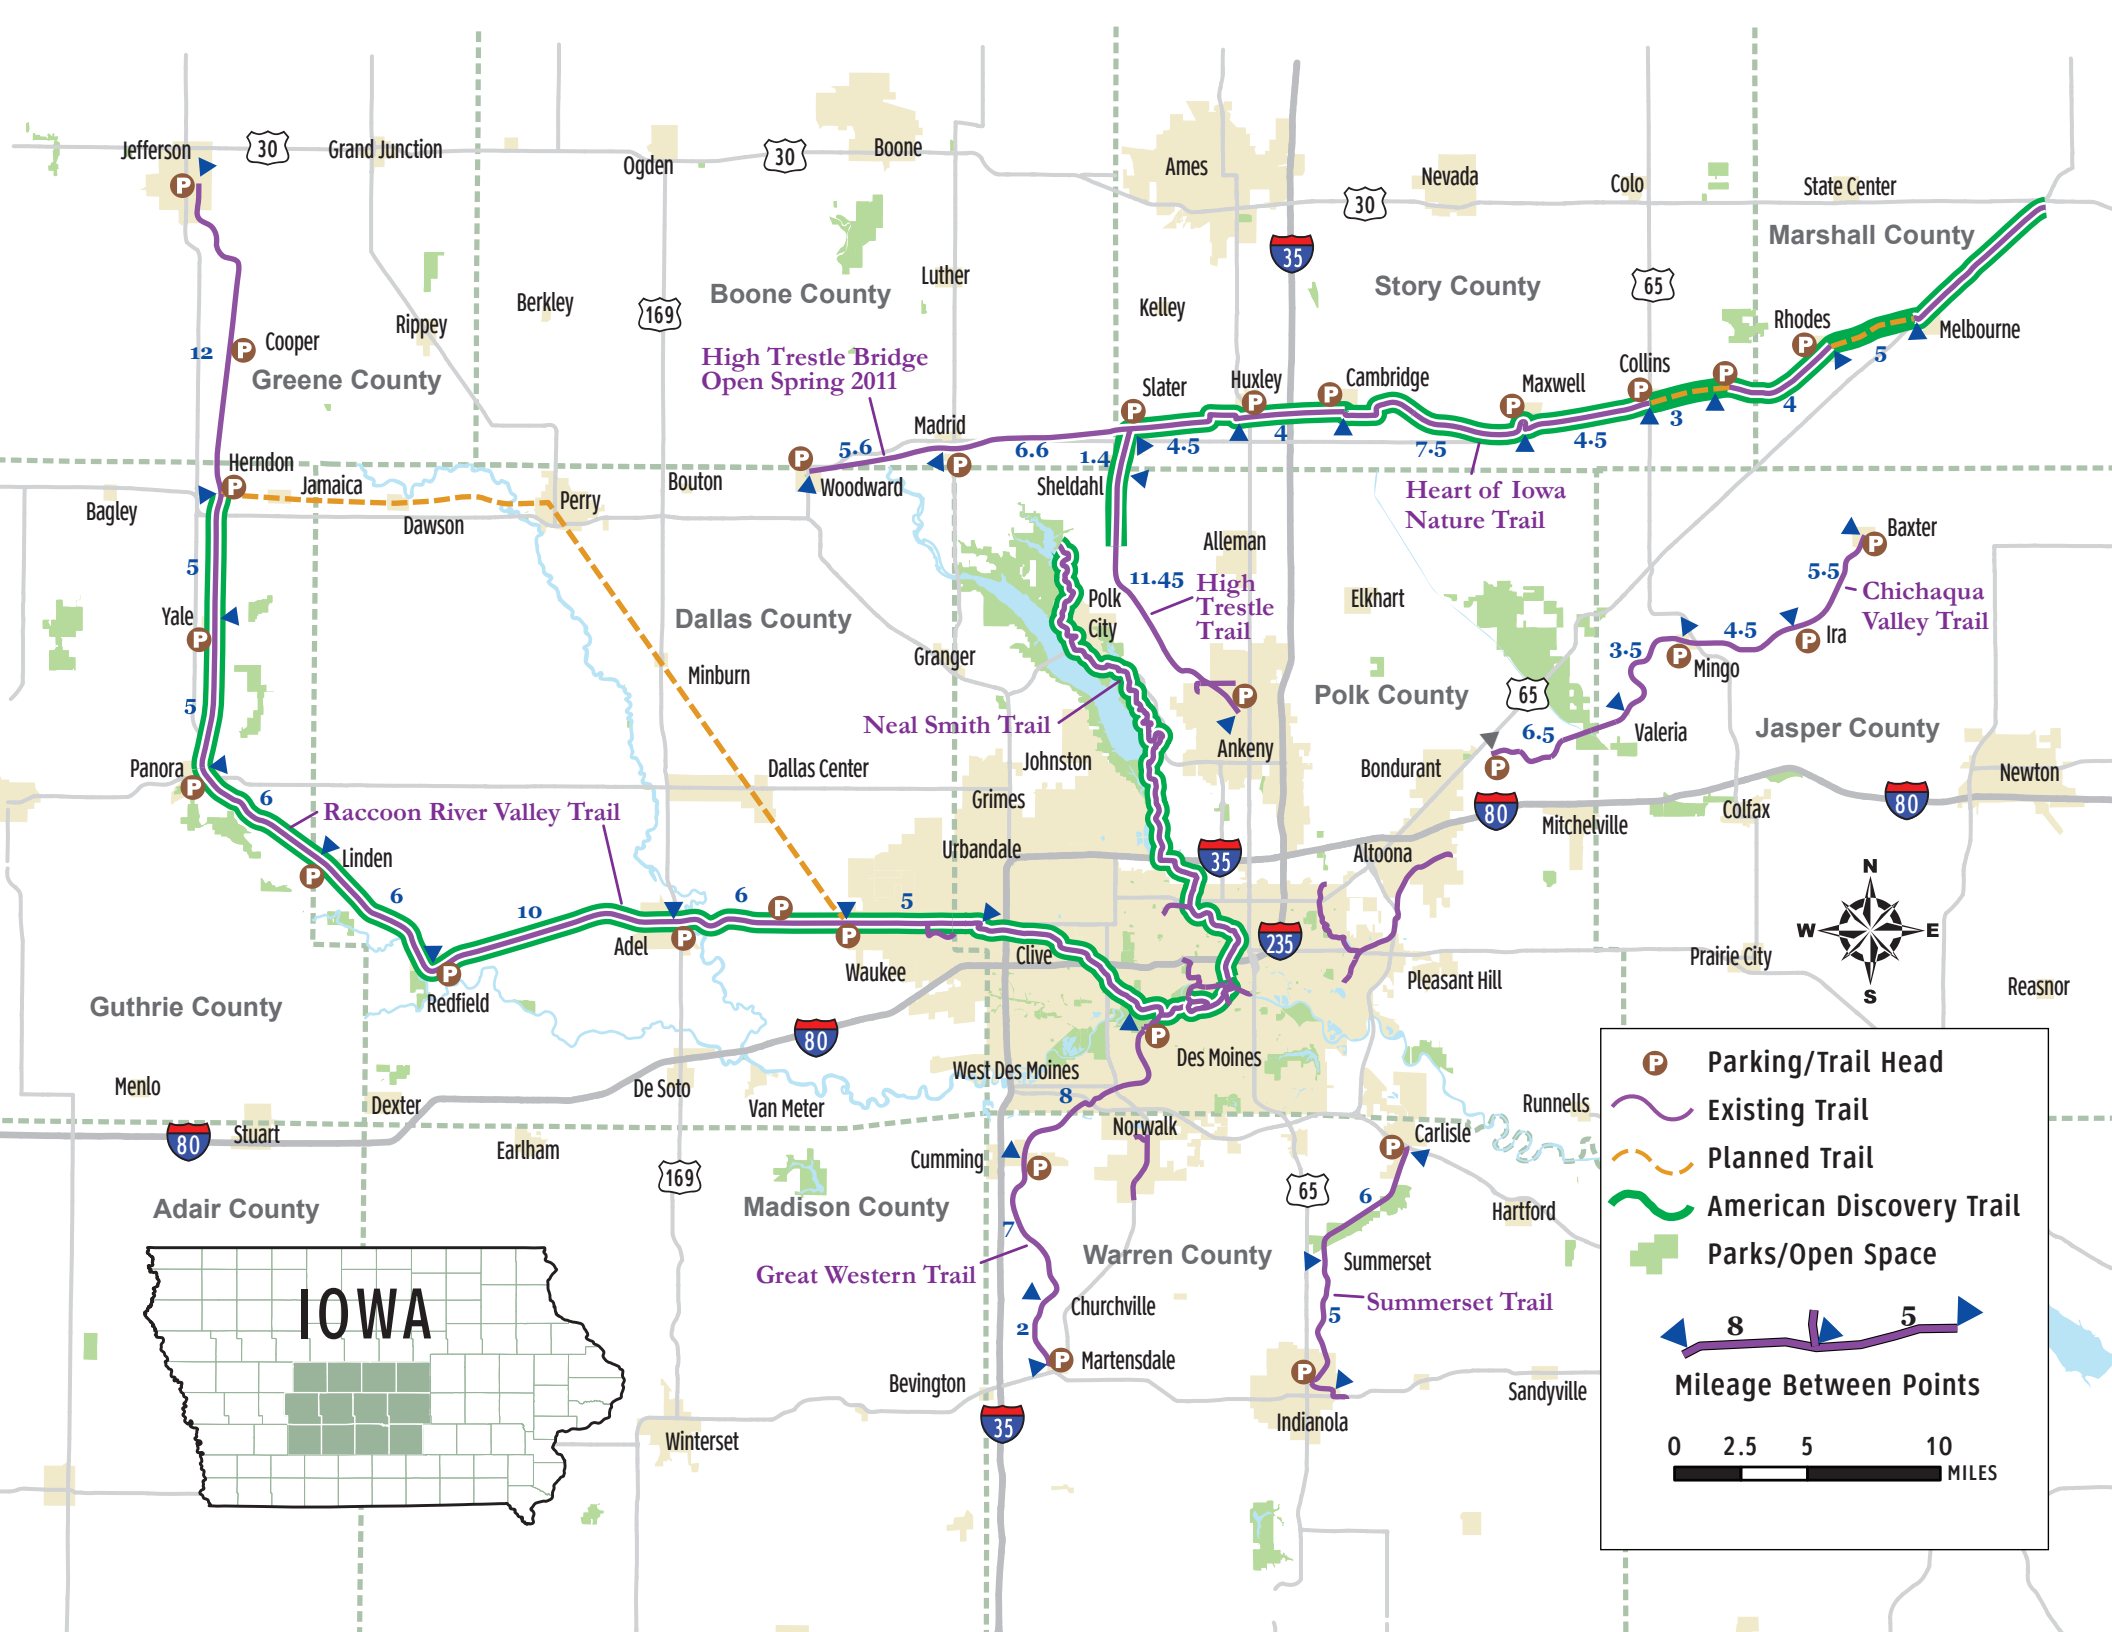 Jefferson
30
Grand Junction
Ogden
30
Boone
Ames
30
Nevada
Colo
State Center
Marshall County
35
Story County
65
Boone County
Luther
Kelley
Berkley
169
Rippey
Cooper
12
Greene County
High Trestle Bridge
Open Spring 2011
Rhodes
Melbourne
5
Collins
3
4
Maxwell
4.5
Cambridge
7.5
Huxley
4
Slater
4.5
1.4
Madrid
6.6
5.6
Woodward
Bouton
Sheldahl
Heart of Iowa
Nature Trail
Herndon
Jamaica
Bagley
Dawson
Perry
Baxter
5.5
Chichaqua
Valley Trail
Alleman
11.45
High
Trestle
Trail
Elkhart
Polk
City
5
Yale
Dallas County
Granger
Minburn
Ira
4.5
Mingo
3.5
Polk County
65
6.5
Valeria
Jasper County
Neal Smith Trail
Ankeny
5
Panora
Johnston
Dallas Center
Grimes
Bondurant
80
Mitchelville
Colfax
80
Newton
6
Raccoon River Valley Trail
Linden
Urbandale
35
Altoona
6
10
6
5
Adel
Waukee
Clive
235
Pleasant Hill
Prairie City
Reasnor
N
W
E
S
Redfield
Guthrie County
80
Des Moines
West Des Moines
8
Menlo
Dexter
De Soto
Van Meter
Runnells
80
Stuart
Earlham
Norwalk
Carlisle
Cumming
169
65
6
Hartford
Adair County
Madison County
7
Warren County
Summerset
Great Western Trail
Churchville
5
Summerset Trail
2
Martensdale
Bevington
35
Indianola
Sandyville
Winterset
IOWA
P
Parking/Trail Head
Existing Trail
Planned Trail
American Discovery Trail
Parks/Open Space
8
5
Mileage Between Points
0 2.5 5 10
MILES